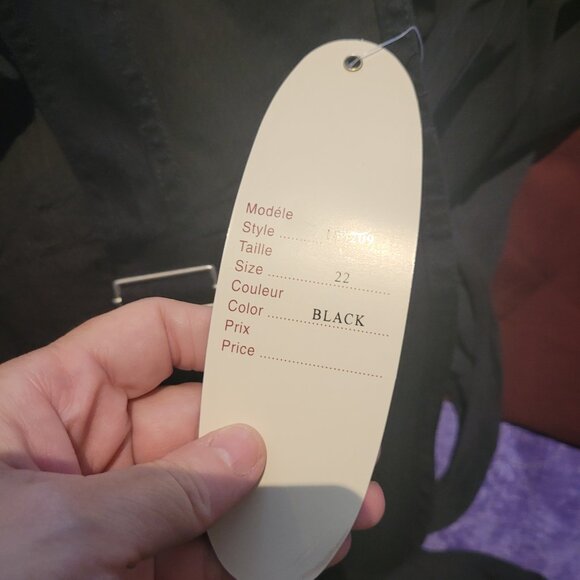 Modéle
Style ..........
Taille
Size .......... 22
Couleur
Color .......... BLACK
Prix
Price ..........